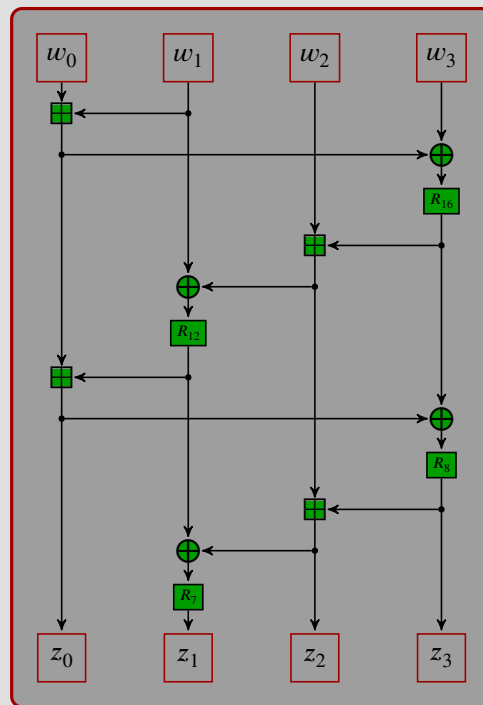 w₀ w₁ w₂ w₃
R₁₆
R₁₂
R₈
R₇
z₀ z₁ z₂ z₃